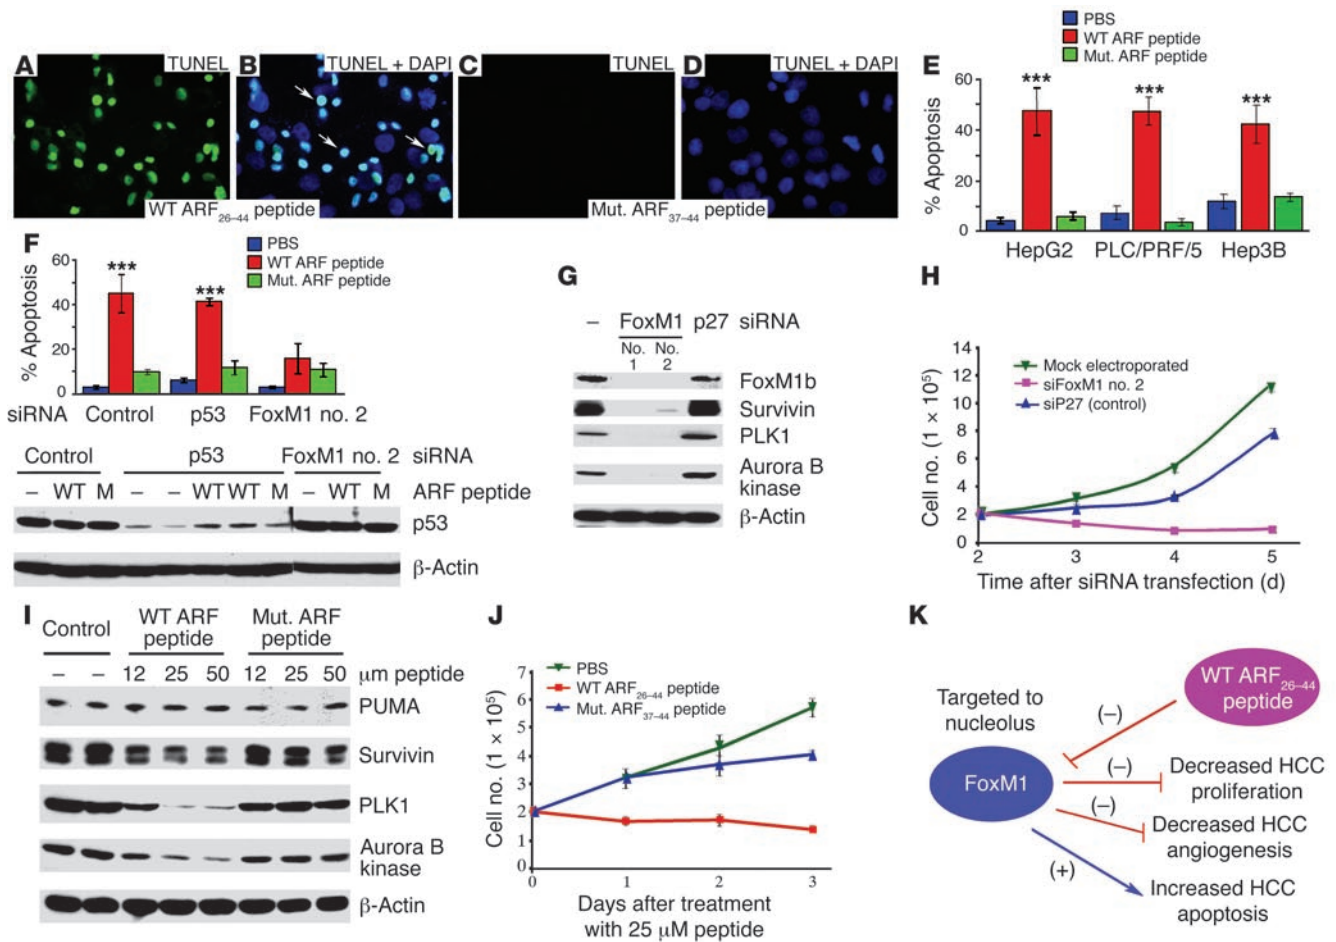 A
TUNEL
B
TUNEL + DAPI
C
TUNEL
D
TUNEL + DAPI
WT ARF26–44 peptide
Mut. ARF37–44 peptide
E
PBS
WT ARF peptide
Mut. ARF peptide
% Apoptosis
60
40
20
0
***
***
***
HepG2
PLC/PRF/5
Hep3B
F
PBS
WT ARF peptide
Mut. ARF peptide
% Apoptosis
60
40
20
0
***
***
siRNA Control p53 FoxM1 no. 2
Control p53 FoxM1 no. 2 siRNA
– WT M – – WT WT M – WT M ARF peptide
p53
β-Actin
G
– FoxM1 p27 siRNA
No. 1
No. 2
FoxM1b
Survivin
PLK1
Aurora B
kinase
β-Actin
H
Cell no. (1 × 10⁵)
14
12
10
8
6
4
2
0
Mock electroporated
siFoxM1 no. 2
siP27 (control)
2 3 4 5
Time after siRNA transfection (d)
I
Control
WT ARF
peptide
Mut. ARF
peptide
– – 12 25 50 12 25 50 µm peptide
PUMA
Survivin
PLK1
Aurora B
kinase
β-Actin
J
Cell no. (1 × 10⁵)
7
6
5
4
3
2
1
0
PBS
WT ARF26–44 peptide
Mut. ARF37–44 peptide
0 1 2 3
Days after treatment
with 25 µM peptide
K
WT ARF26–44
peptide
Targeted to
nucleolus
(–)
FoxM1
(–)
Decreased HCC
proliferation
(–)
Decreased HCC
angiogenesis
(+)
Increased HCC
apoptosis